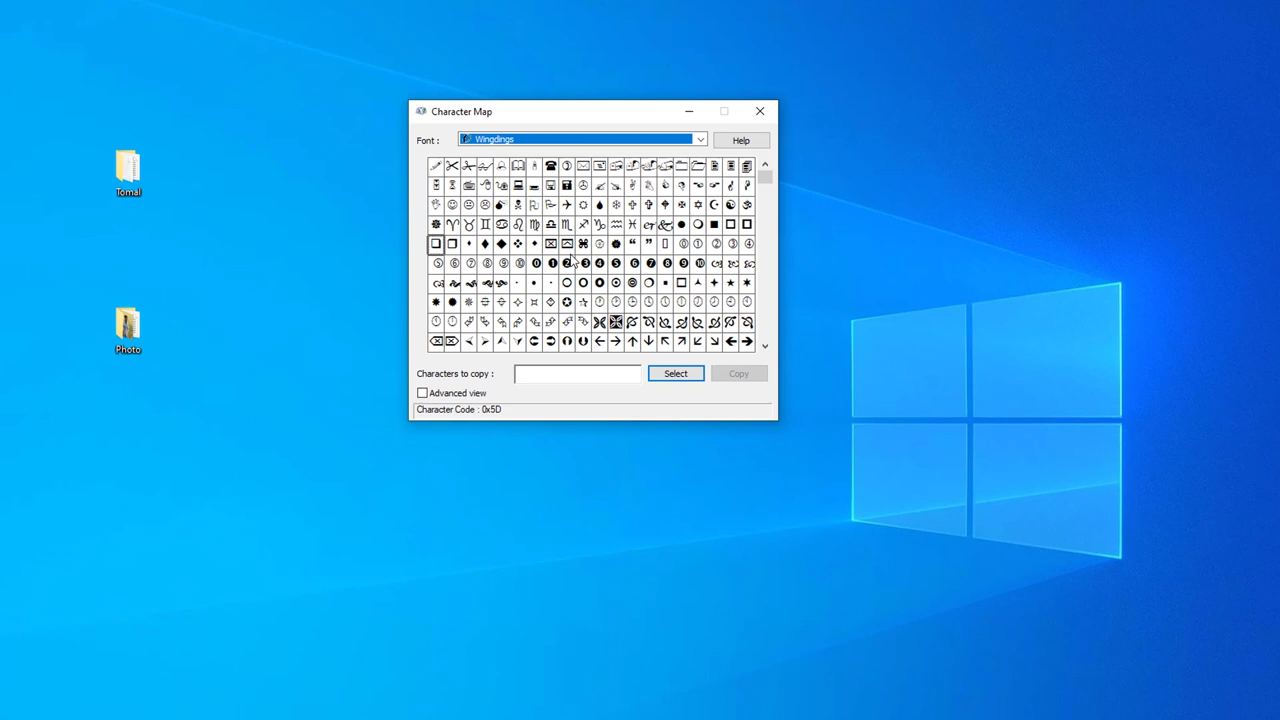 Character Map
Font :
Wingdings
Help
Tomal
Photo
Characters to copy :
Select
Copy
Advanced view
Character Code : 0x5D